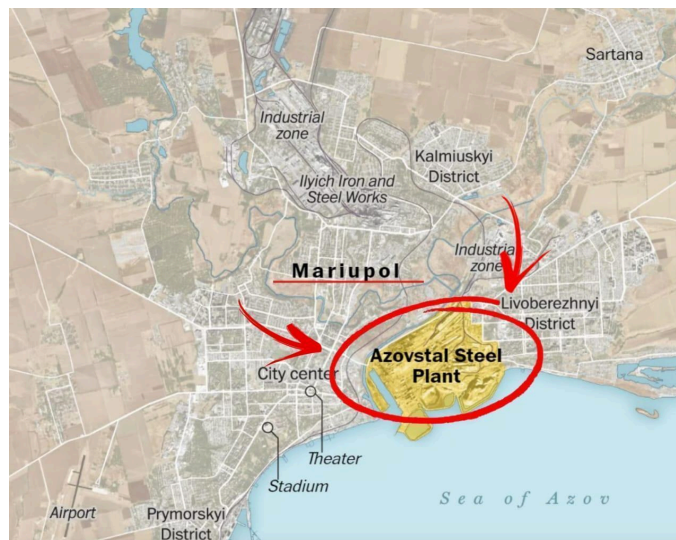 Sartana
Industrial
zone
Kalmiuskyi
District
Ilyich Iron and
Steel Works
Industrial
zone
Mariupol
Livoberezhnyi
District
Azovstal Steel
Plant
City center
Theater
Stadium
Sea of Azov
Airport
Prymorskyi
District